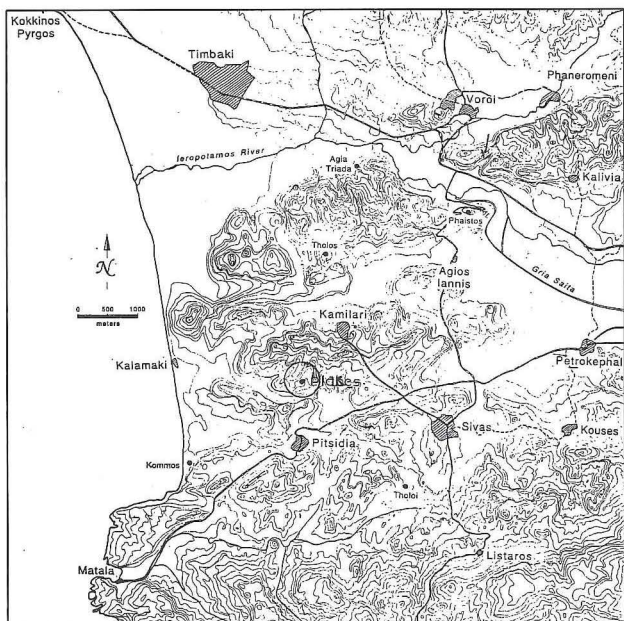 Kokkinos
Pyrgos
Timbaki
Phaneromeni
Voroi
Ieropotamos River
Agia
Triada
Kalivia
Phaistos
N
Tholos
Agios
Iannis
Gria Saita
0 500 1000
meters
Kamilari
Kalamaki
Petrokephal
Sivas
Kouses
Pitsidia
Kommos
Tholoi
Listaros
Matala